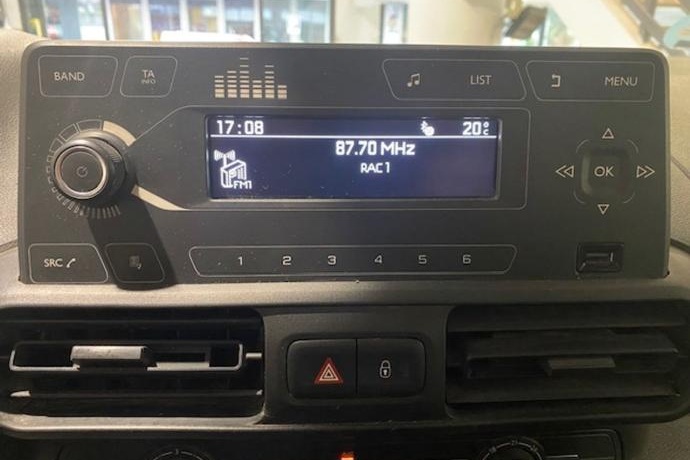 BAND
TA
INFO
LIST
MENU
17:08
20°C
87.70 MHz
RAC1
FM1
OK
SRC
1 2 3 4 5 6